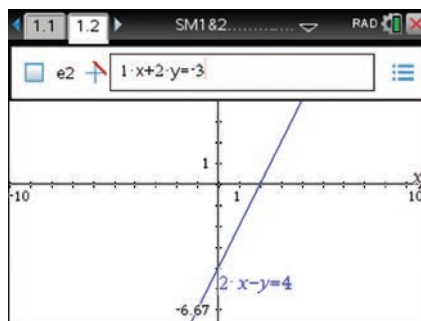 1.1 1.2 SM1&2............ RAD
e2 1·x+2·y=-3
x
1
-10 1 10
2·x-y=4
-6.67